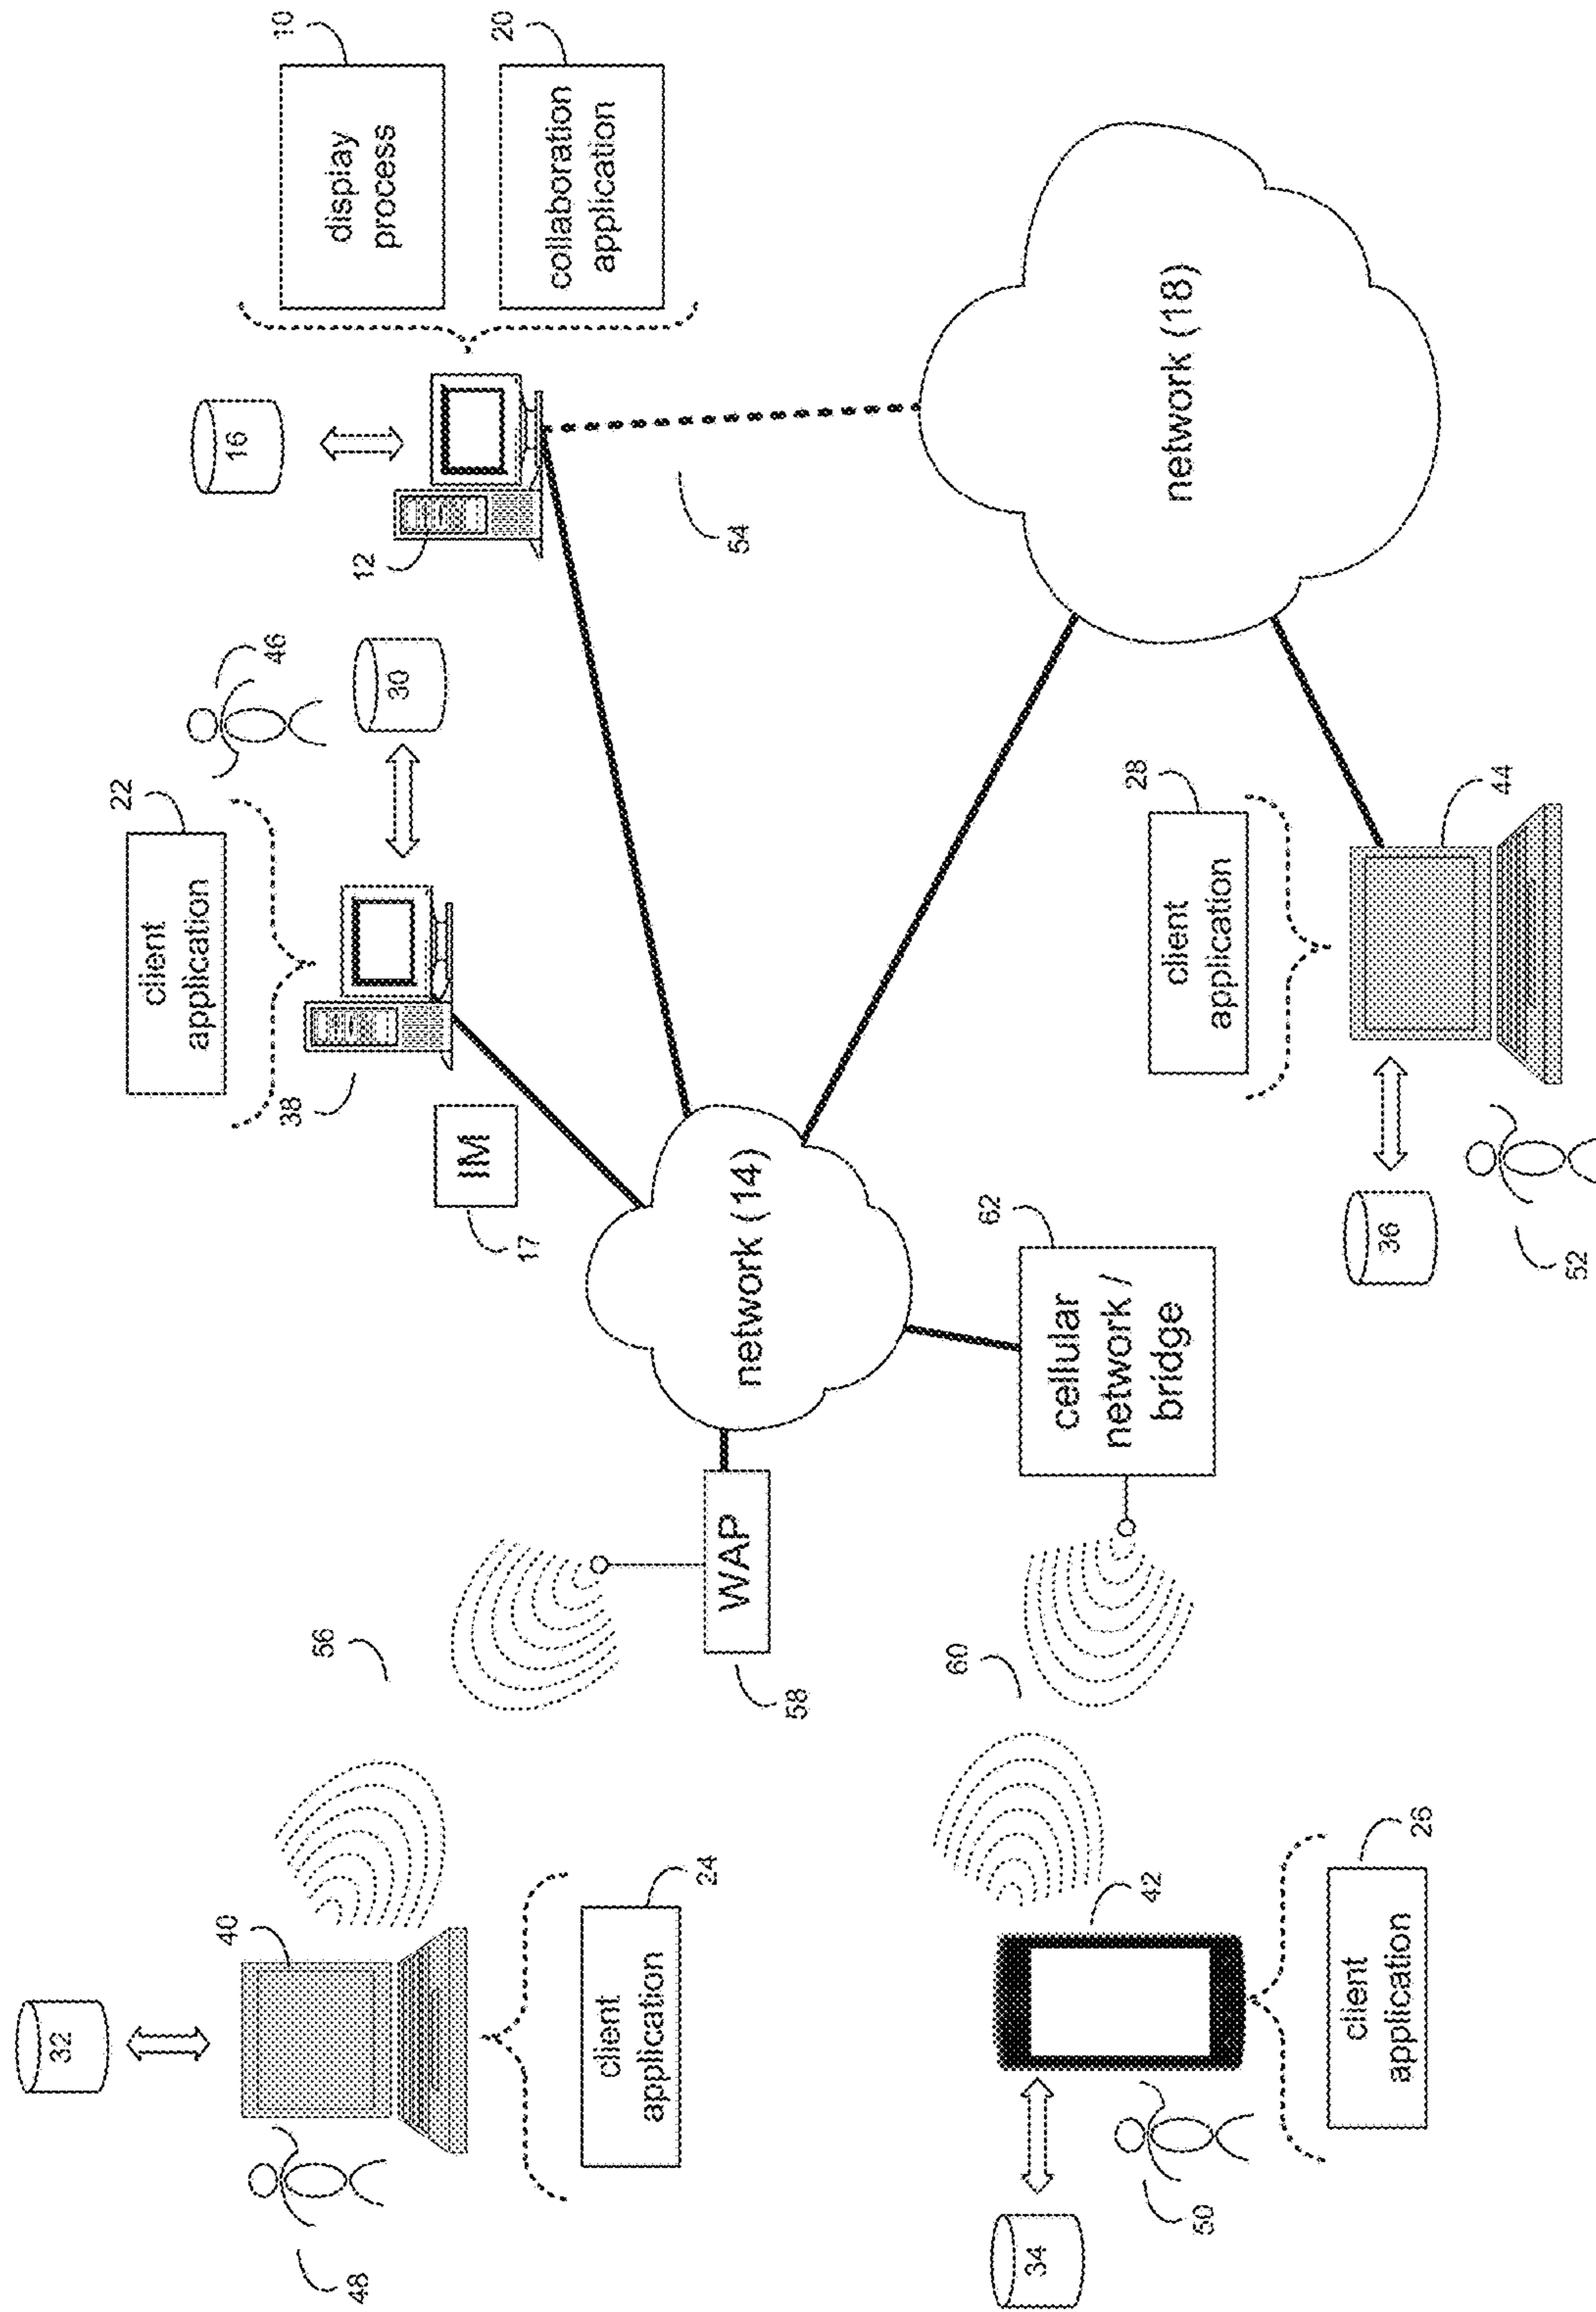 10
display
process
20
collaboration
application
16
12
54
network (18)
46
30
22
client
application
38
IM
17
network (14)
28
client
application
44
36
52
62
cellular
network /
bridge
WAP
58
56
60
32
40
48
24
client
application
42
34
50
26
client
application